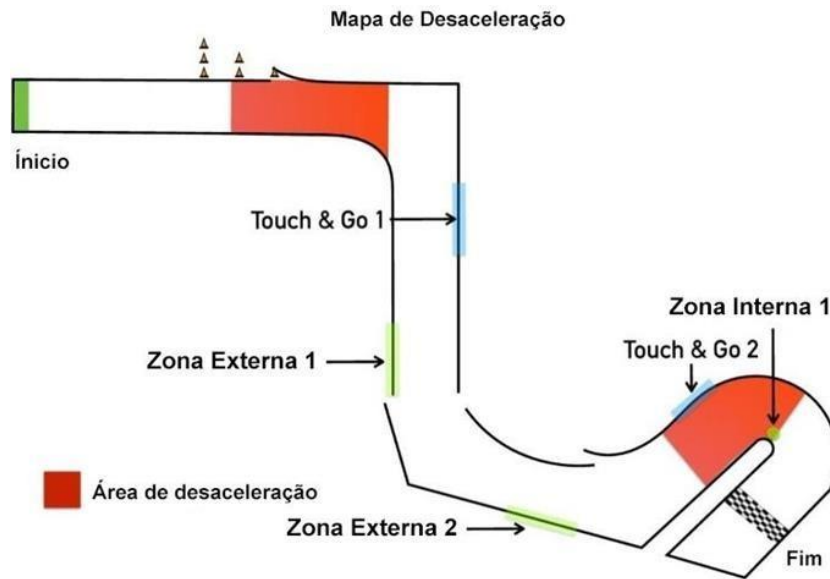 Mapa de Desaceleração
Ínicio
Touch & Go 1
Zona Interna 1
Touch & Go 2
Zona Externa 1
Área de desaceleração
Zona Externa 2
Fim